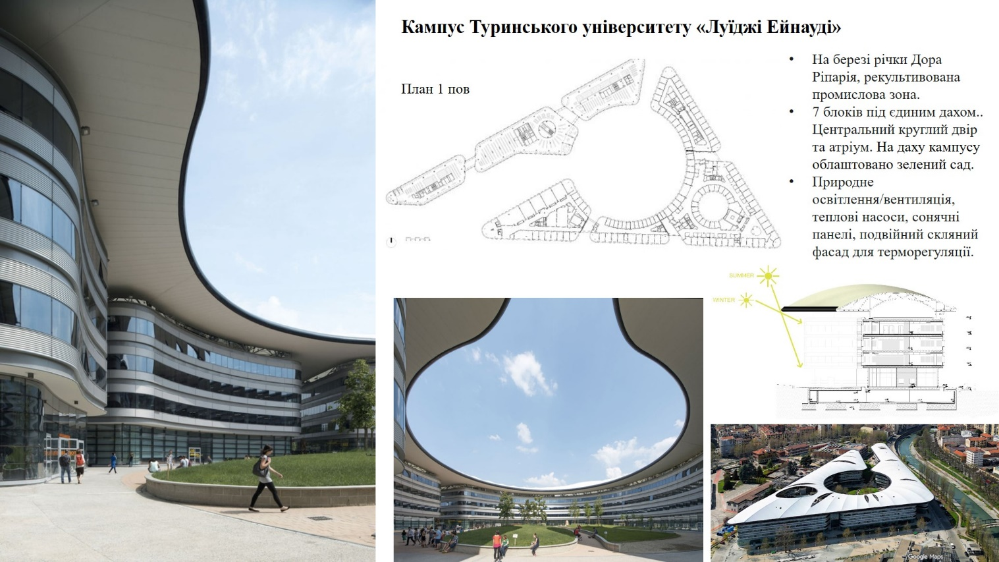 Кампус Туринського університету «Луїджі Ейнауді»
План 1 пов
• На березі річки Дора
Ріпарія, рекультивована
промислова зона.
• 7 блоків під єдиним дахом..
Центральний круглий двір
та атріум. На даху кампусу
облаштовано зелений сад.
• Природне
освітлення/вентиляція,
теплові насоси, сонячні
панелі, подвійний скляний
фасад для терморегуляції.
SUMMER
WINTER
Google Maps